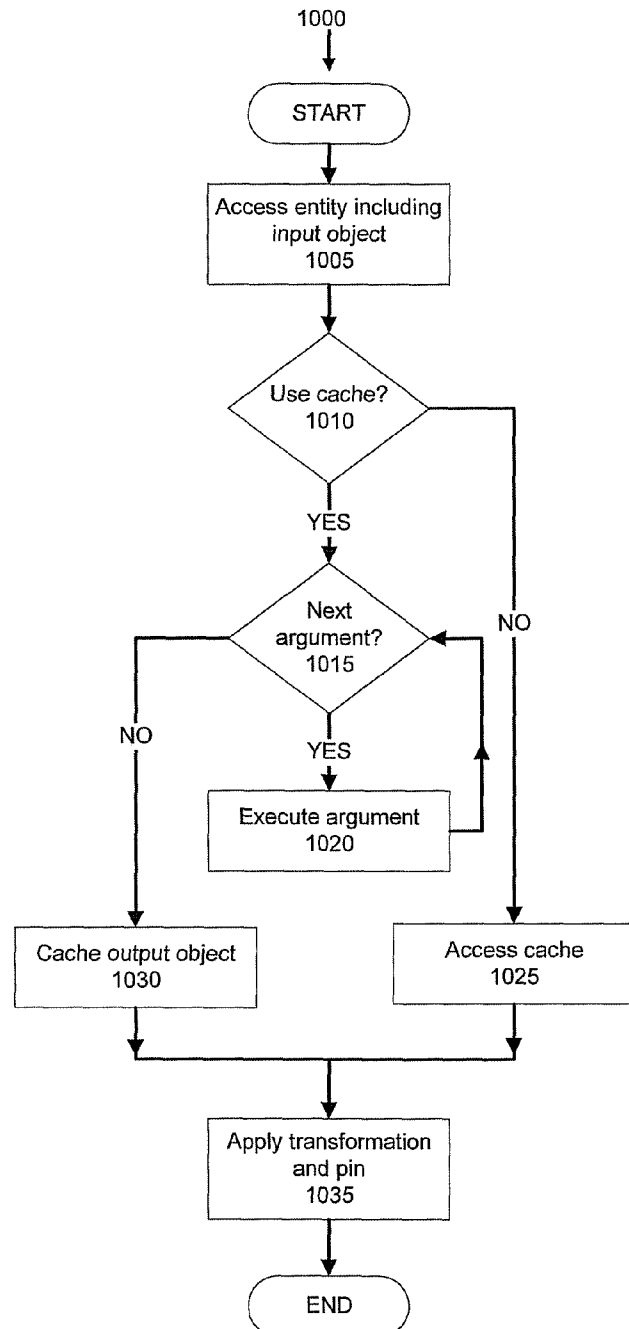 1000
START
Access entity including
input object
1005
Use cache?
1010
YES
Next
argument?
1015
NO
NO
YES
Execute argument
1020
Cache output object
1030
Access cache
1025
Apply transformation
and pin
1035
END